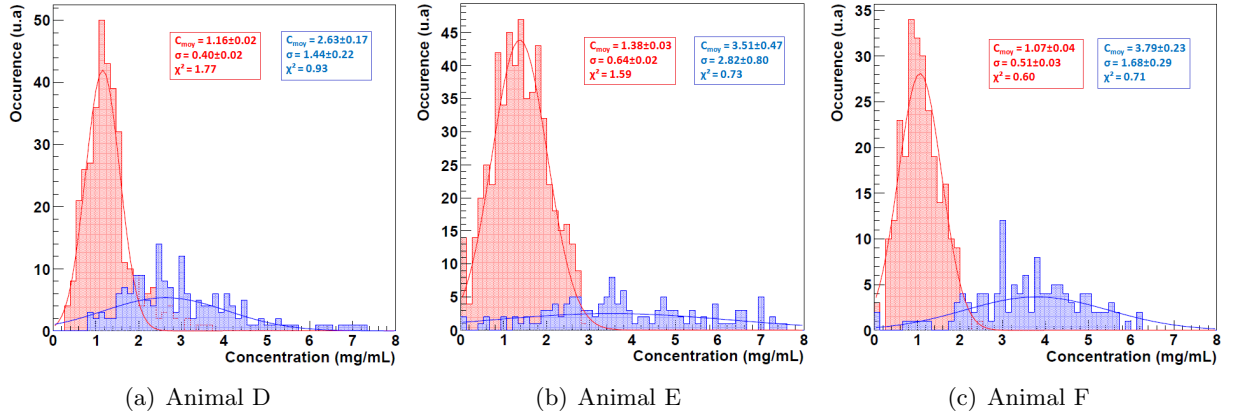 Occurrence (u.a)
50
40
30
20
10
0
C_moy = 1.16±0.02
σ = 0.40±0.02
χ² = 1.77
C_moy = 2.63±0.17
σ = 1.44±0.22
χ² = 0.93
0 1 2 3 4 5 6 7 8
Concentration (mg/mL)
(a) Animal D
Occurrence (u.a)
45
40
35
30
25
20
15
10
5
0
C_moy = 1.38±0.03
σ = 0.64±0.02
χ² = 1.59
C_moy = 3.51±0.47
σ = 2.82±0.80
χ² = 0.73
0 1 2 3 4 5 6 7 8
Concentration (mg/mL)
(b) Animal E
Occurrence (u.a)
35
30
25
20
15
10
5
0
C_moy = 1.07±0.04
σ = 0.51±0.03
χ² = 0.60
C_moy = 3.79±0.23
σ = 1.68±0.29
χ² = 0.71
0 1 2 3 4 5 6 7 8
Concentration (mg/mL)
(c) Animal F